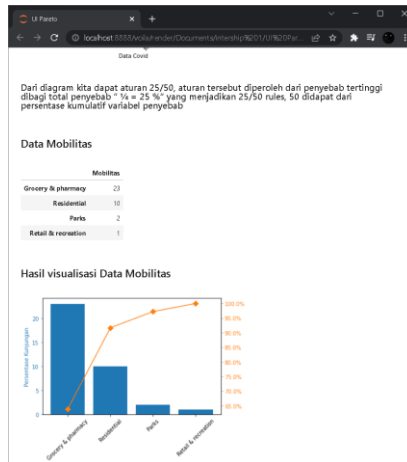 UI Pareto
localhost:8888/voila/render/Documents/intership%201/UI%20Par...
Data Covid
Dari diagram kita dapat aturan 25/50, aturan tersebut diperoleh dari penyebab tertinggi
dibagi total penyebab " ¼ = 25 %" yang menjadikan 25/50 rules, 50 didapat dari
persentase kumulatif variabel penyebab
Data Mobilitas
Mobilitas
Grocery & pharmacy 23
Residential 10
Parks 2
Retail & recreation 1
Hasil visualisasi Data Mobilitas
Persentase Kunjungan
20
15
10
5
0
100.0%
95.0%
90.0%
85.0%
80.0%
75.0%
70.0%
65.0%
Grocery & pharmacy
Residential
Parks
Retail & recreation